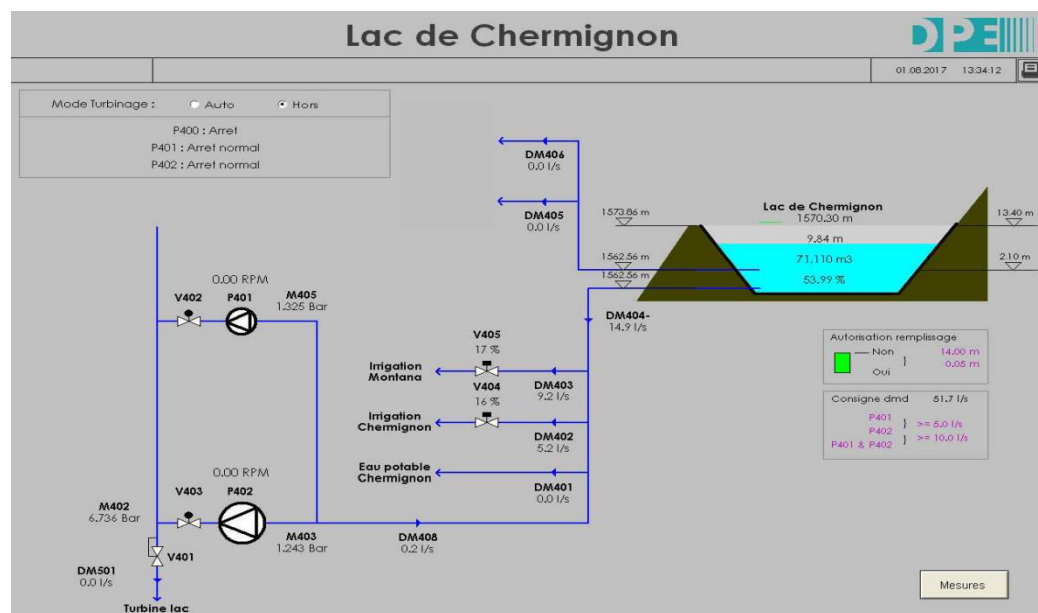 Lac de Chermignon
DPE
01.08.2017 13:34:12
Mode Turbinage : Auto Hors
P400 : Arret
P401 : Arret normal
P402 : Arret normal
DM406
0.0 l/s
DM405
0.0 l/s
Lac de Chermignon
1570.30 m
1573.86 m
13.40 m
9.84 m
71,110 m3
1562.56 m
2.10 m
1562.56 m
53.99 %
DM404-
14.9 l/s
0.00 RPM
V402
P401
M405
1.325 Bar
V405
17 %
Irrigation
Montana
DM403
9.2 l/s
V404
16 %
Irrigation
Chermignon
DM402
5.2 l/s
Eau potable
Chermignon
DM401
0.0 l/s
Autorisation remplissage
Non } 14.00 m
Oui 0.05 m
Consigne dmd 51.7 l/s
P401
P402 } >= 5.0 l/s
P401 & P402 } >= 10.0 l/s
0.00 RPM
V403
P402
M402
6.736 Bar
M403
1.243 Bar
DM408
0.2 l/s
V401
DM501
0.0 l/s
Turbine lac
Mesures